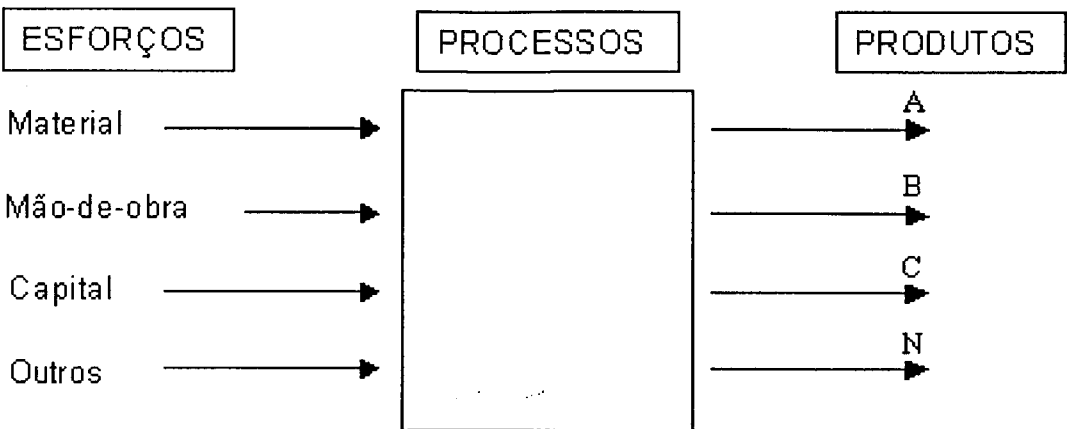 ESFORÇOS PROCESSOS PRODUTOS
Material A
Mão-de-obra B
Capital C
Outros N